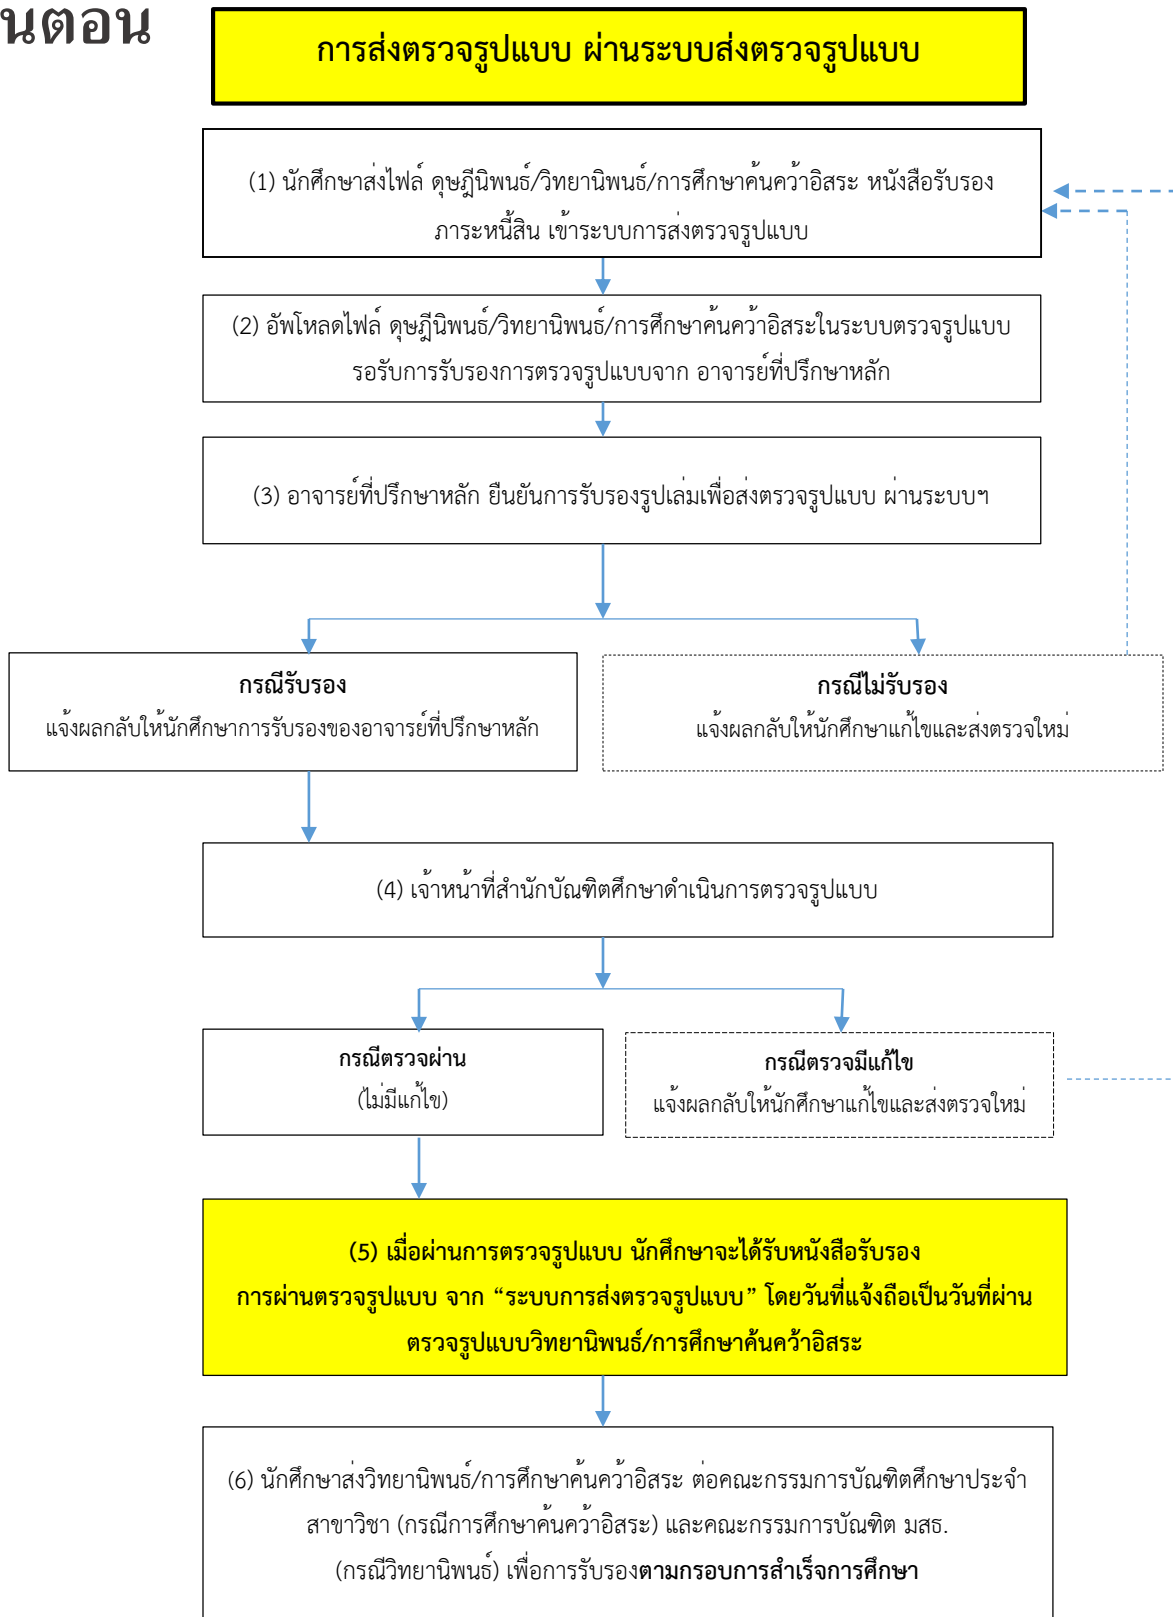 นตอน
การส่งตรวจรูปแบบ ผ่านระบบส่งตรวจรูปแบบ
(1) นักศึกษาส่งไฟล์ ดุษฎีนิพนธ์/วิทยานิพนธ์/การศึกษาค้นคว้าอิสระ หนังสือรับรอง
ภาระหนี้สิน เข้าระบบการส่งตรวจรูปแบบ
(2) อัพโหลดไฟล์ ดุษฎีนิพนธ์/วิทยานิพนธ์/การศึกษาค้นคว้าอิสระในระบบตรวจรูปแบบ
รอรับการรับรองการตรวจรูปแบบจาก อาจารย์ที่ปรึกษาหลัก
(3) อาจารย์ที่ปรึกษาหลัก ยืนยันการรับรองรูปเล่มเพื่อส่งตรวจรูปแบบ ผ่านระบบฯ
กรณีรับรอง
แจ้งผลกลับให้นักศึกษาการรับรองของอาจารย์ที่ปรึกษาหลัก
กรณีไม่รับรอง
แจ้งผลกลับให้นักศึกษาแก้ไขและส่งตรวจใหม่
(4) เจ้าหน้าที่สำนักบัณฑิตศึกษาดำเนินการตรวจรูปแบบ
กรณีตรวจผ่าน
(ไม่มีแก้ไข)
กรณีตรวจมีแก้ไข
แจ้งผลกลับให้นักศึกษาแก้ไขและส่งตรวจใหม่
(5) เมื่อผ่านการตรวจรูปแบบ นักศึกษาจะได้รับหนังสือรับรอง
การผ่านตรวจรูปแบบ จาก “ระบบการส่งตรวจรูปแบบ” โดยวันที่แจ้งถือเป็นวันที่ผ่าน
ตรวจรูปแบบวิทยานิพนธ์/การศึกษาค้นคว้าอิสระ
(6) นักศึกษาส่งวิทยานิพนธ์/การศึกษาค้นคว้าอิสระ ต่อคณะกรรมการบัณฑิตศึกษาประจำ
สาขาวิชา (กรณีการศึกษาค้นคว้าอิสระ) และคณะกรรมการบัณฑิต มสธ.
(กรณีวิทยานิพนธ์) เพื่อการรับรองตามกรอบการสำเร็จการศึกษา